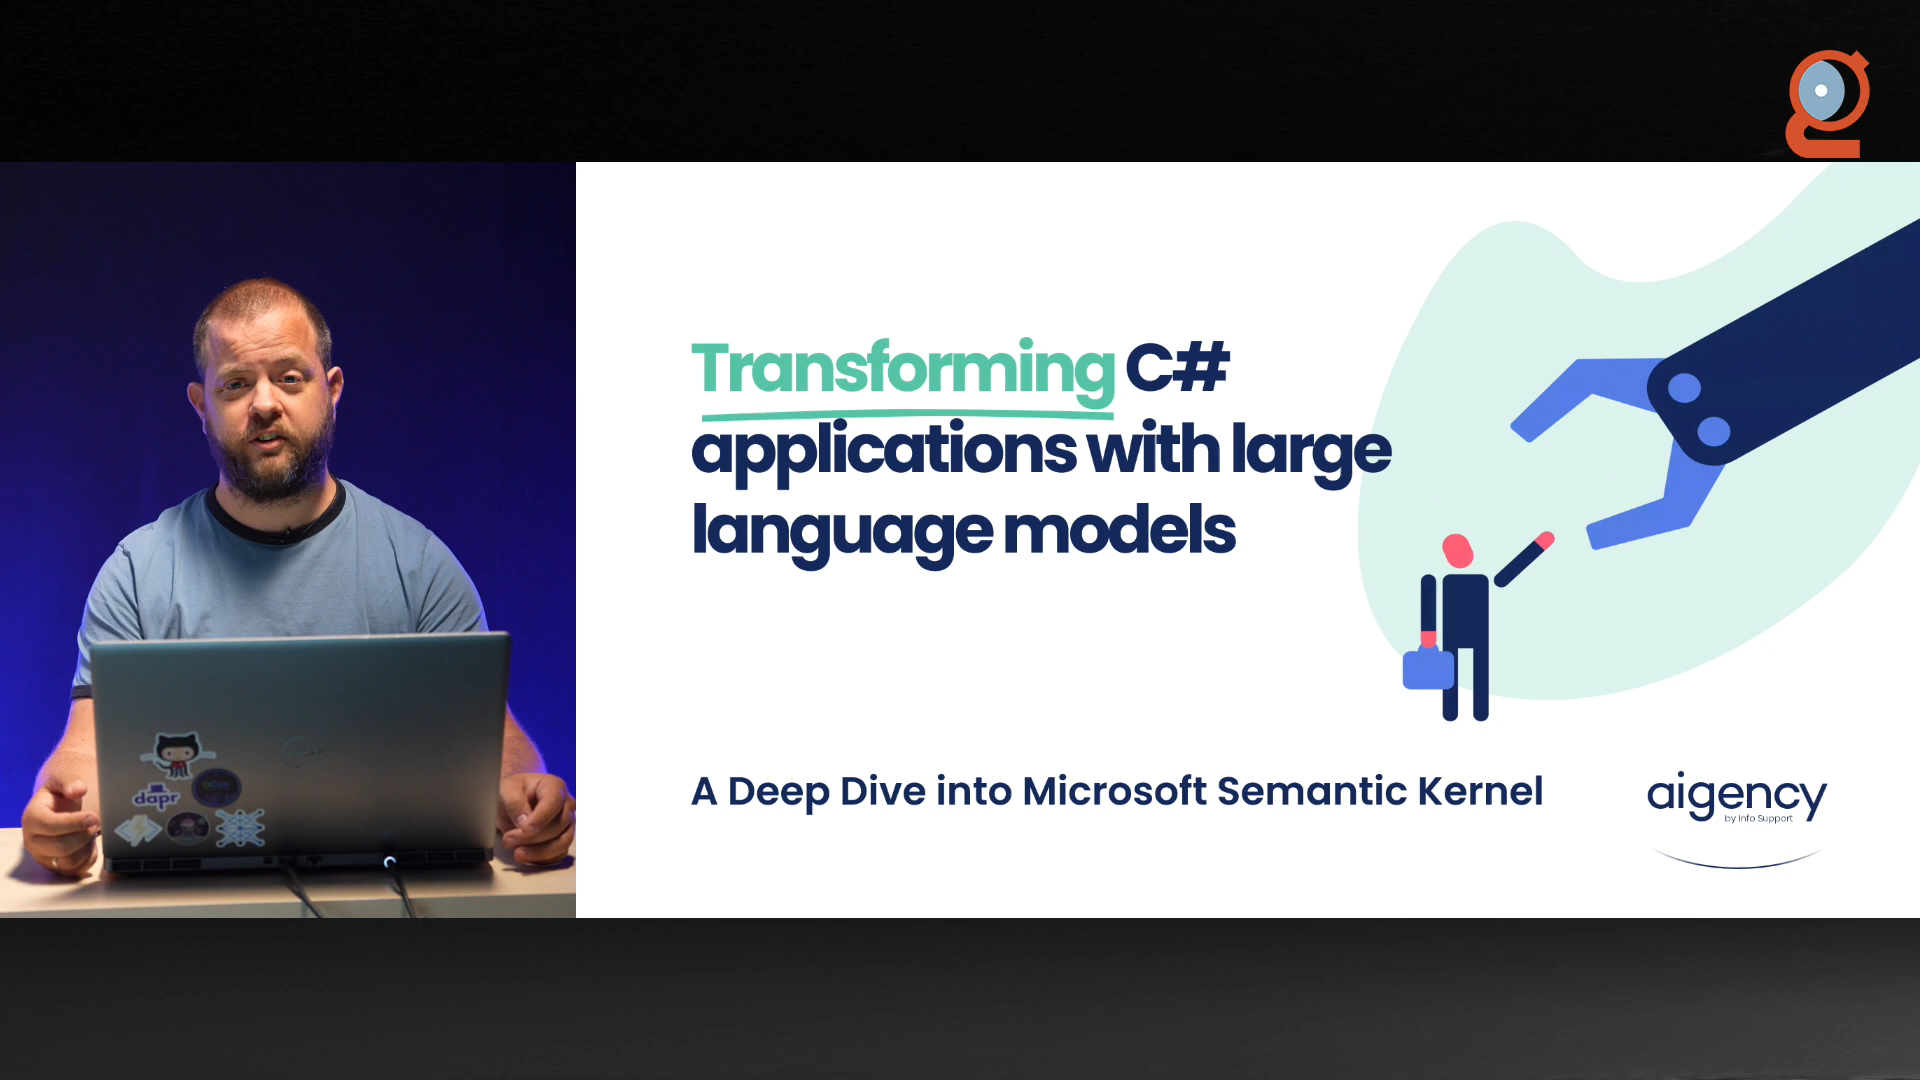 Transforming C#
applications with large
language models
A Deep Dive into Microsoft Semantic Kernel
aigency
by Info Support
dapr